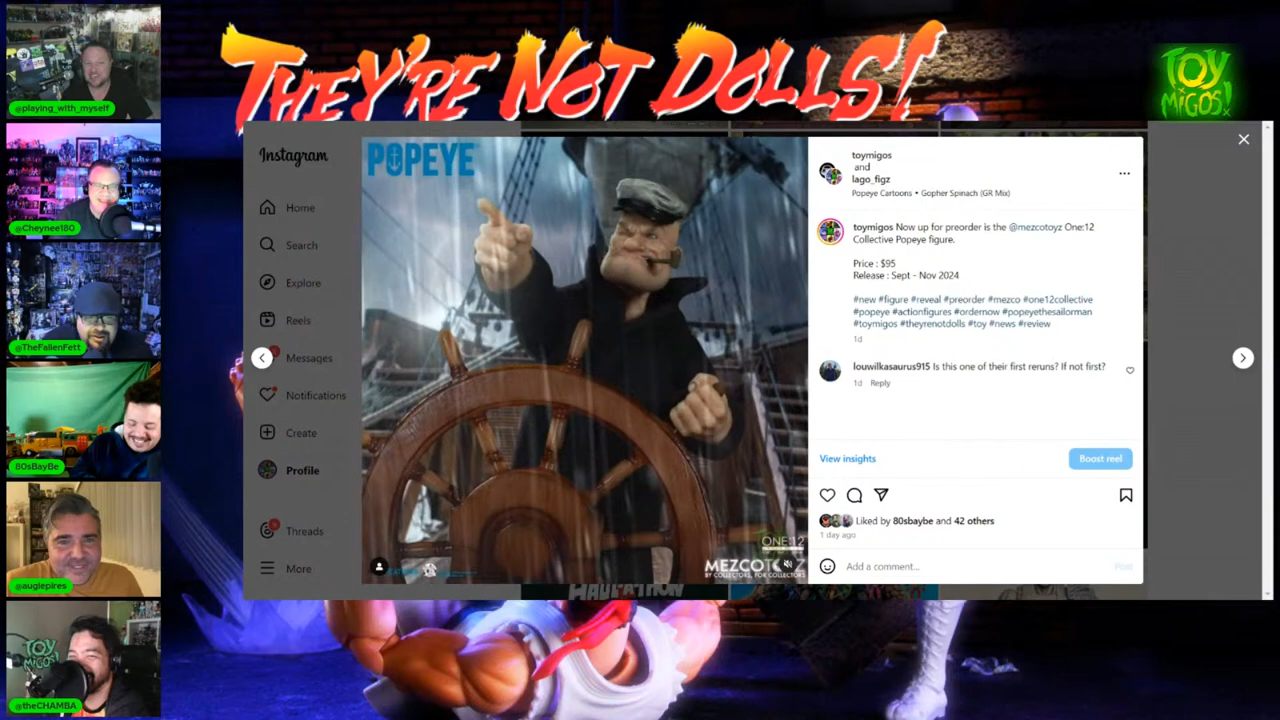 THEY'RE NOT DOLLS!
TOY
MIGOS!
@playing_with_myself
@Cheynee180
@TheFallenFett
80sBayBe
@augiepires
TOY
MIGOS!
@theCHAMBA
Instagram
Home
Search
Explore
Reels
Messages
Notifications
Create
Profile
Threads
More
POPEYE
ONE:12
MEZCOTOYZ
BY COLLECTORS, FOR COLLECTORS
toymigos
and
lago_figz
Popeye Cartoons • Gopher Spinach (GR Mix)
toymigos Now up for preorder is the @mezcotoyz One:12
Collective Popeye figure.
Price : $95
Release : Sept - Nov 2024
#new #figure #reveal #preorder #mezco #one12collective
#popeye #actionfigures #ordernow #popeyethesailorman
#toymigos #theyrenotdolls #toy #news #review
1d
louwilkasaurus915 Is this one of their first reruns? If not first?
1d Reply
View insights
Boost reel
Liked by 80sbaybe and 42 others
1 day ago
Add a comment...
Post